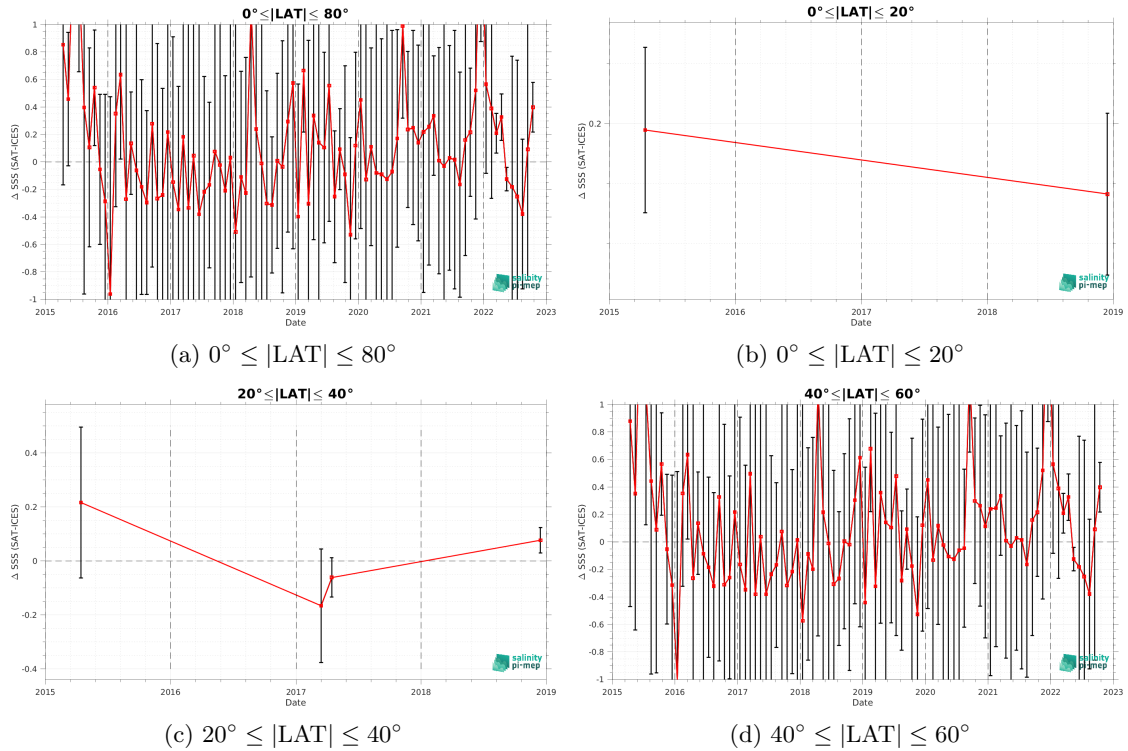 0°≤|LAT|≤ 80°
Δ SSS (SAT-ICES)
1
0.8
0.6
0.4
0.2
0
-0.2
-0.4
-0.6
-0.8
-1
2015 2016 2017 2018 2019 2020 2021 2022 2023
Date
salinity
pi-mep
(a) 0° ≤ |LAT| ≤ 80°
0°≤|LAT|≤ 20°
Δ SSS (SAT-ICES)
0.2
2015 2016 2017 2018 2019
Date
salinity
pi-mep
(b) 0° ≤ |LAT| ≤ 20°
20°≤|LAT|≤ 40°
Δ SSS (SAT-ICES)
0.4
0.2
0
-0.2
-0.4
2015 2016 2017 2018 2019
Date
salinity
pi-mep
(c) 20° ≤ |LAT| ≤ 40°
40°≤|LAT|≤ 60°
Δ SSS (SAT-ICES)
1
0.8
0.6
0.4
0.2
0
-0.2
-0.4
-0.6
-0.8
-1
2015 2016 2017 2018 2019 2020 2021 2022 2023
Date
salinity
pi-mep
(d) 40° ≤ |LAT| ≤ 60°